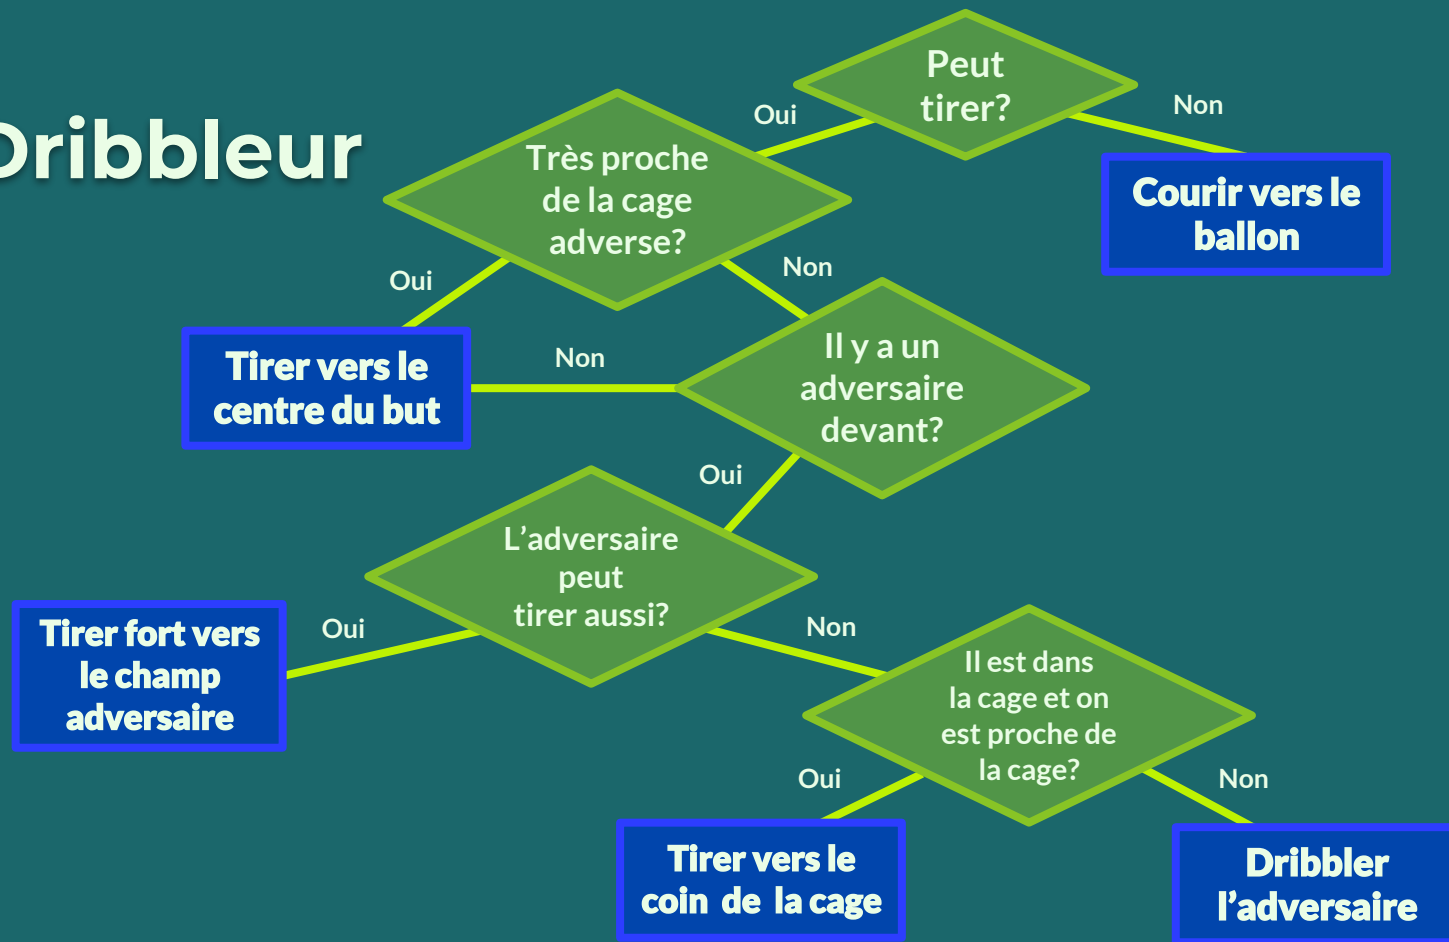 Peut
tirer?
Oui
Non
Dribbleur
Très proche
de la cage
adverse?
Courir vers le
ballon
Oui
Non
Tirer vers le
centre du but
Non
Il y a un
adversaire
devant?
Oui
L’adversaire
peut
tirer aussi?
Tirer fort vers
le champ
adversaire
Oui
Non
Il est dans
la cage et on
est proche de
la cage?
Oui
Non
Tirer vers le
coin de la cage
Dribbler
l’adversaire